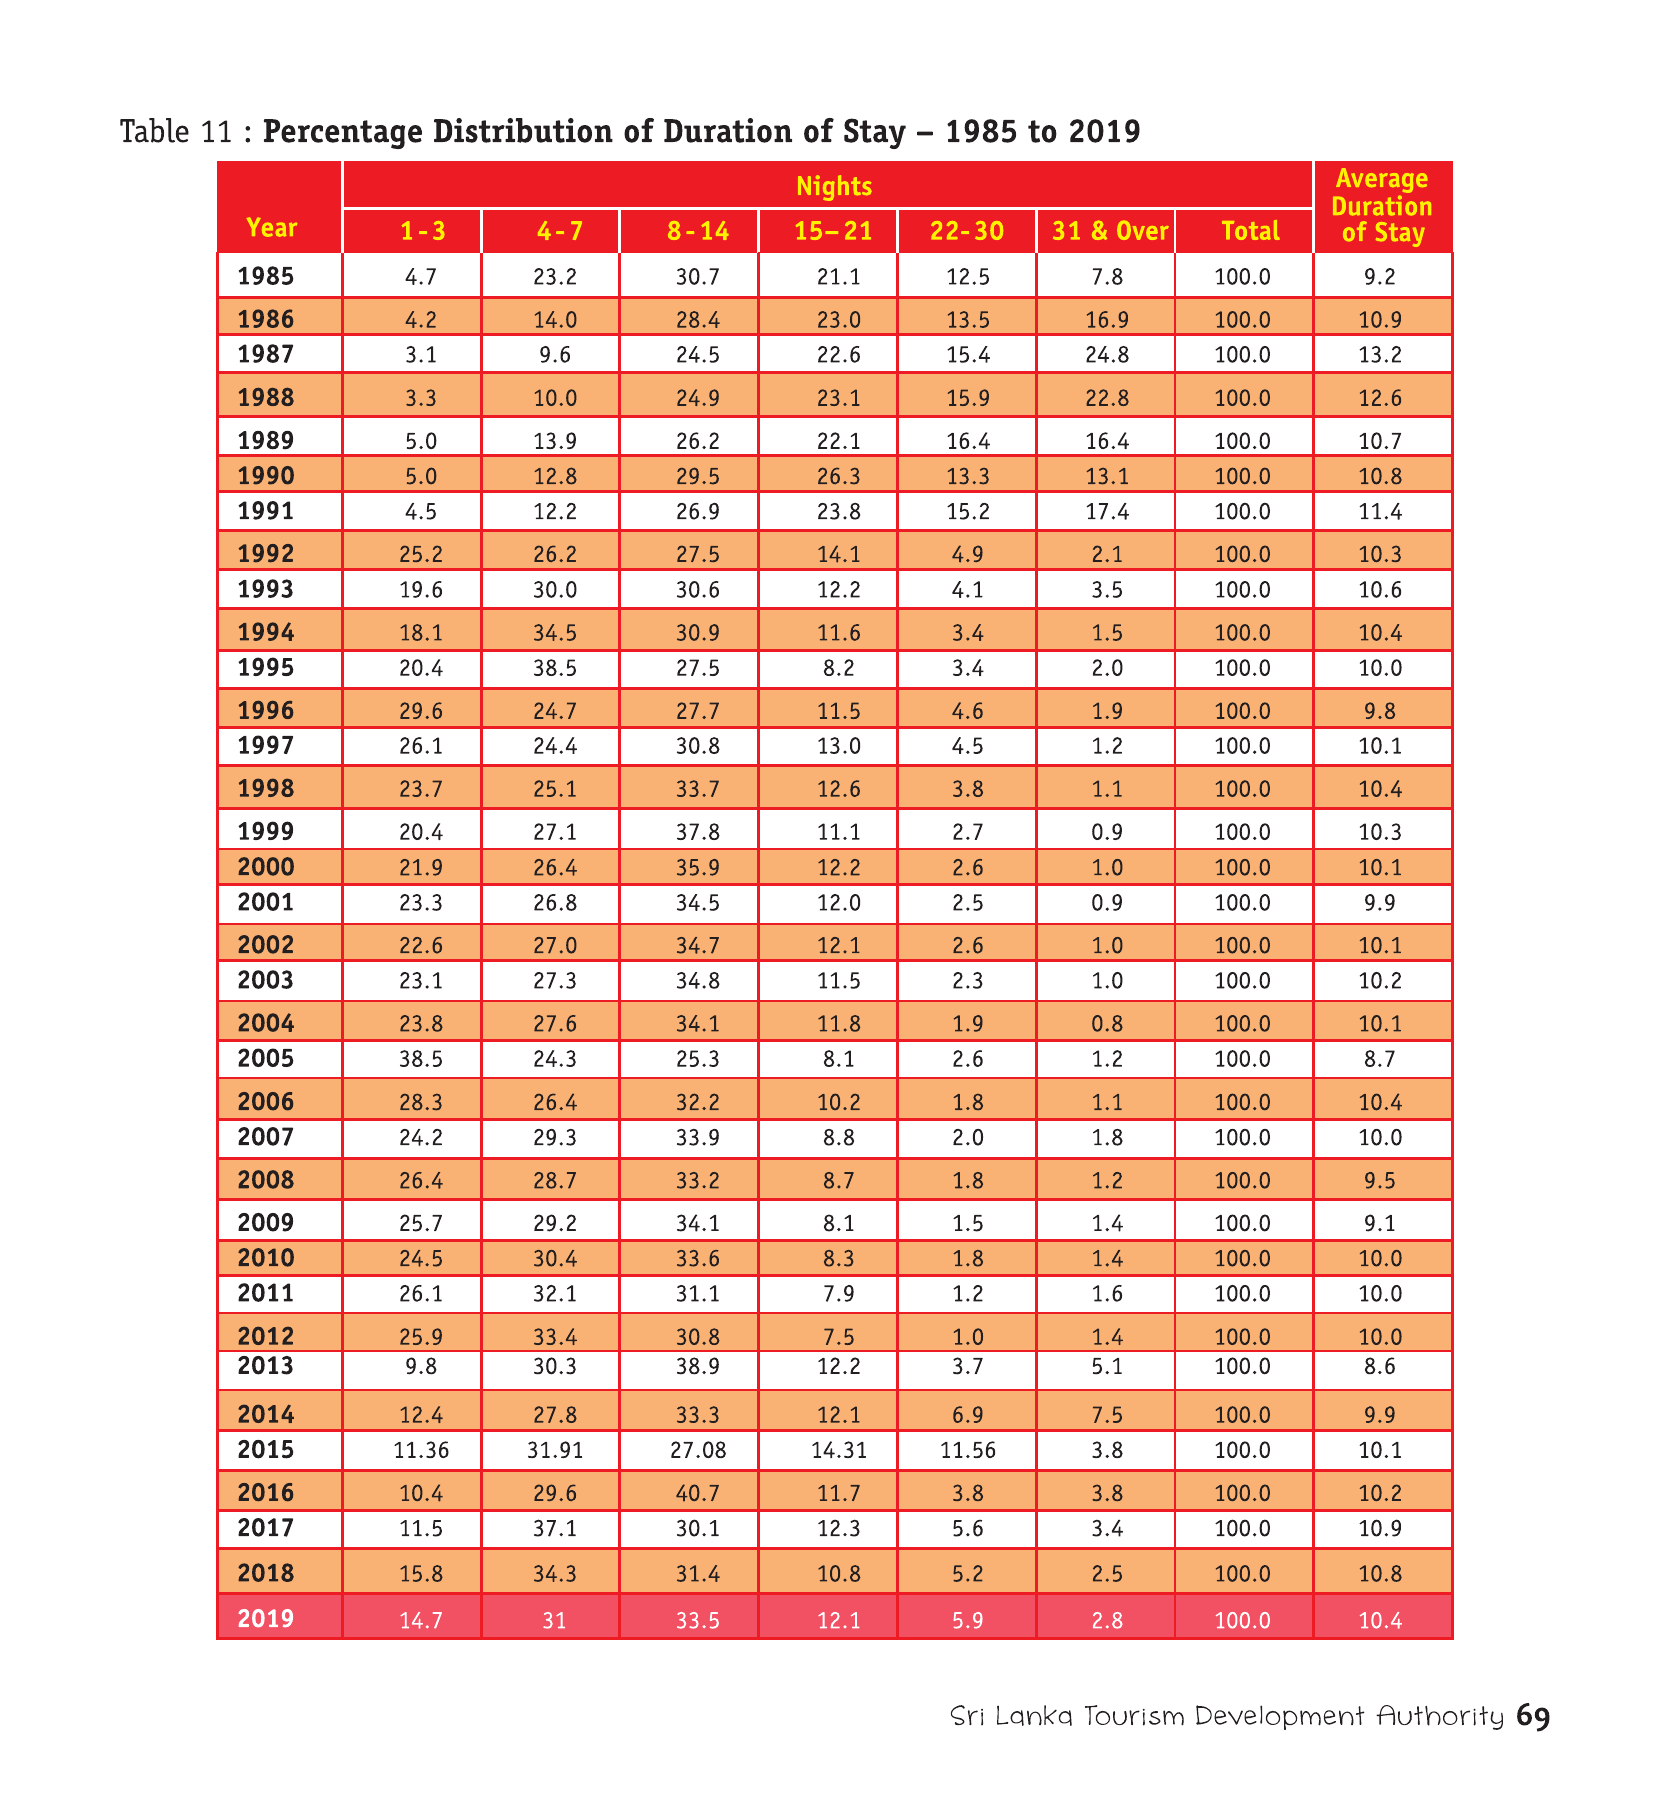 Table 11 : Percentage Distribution of Duration of Stay – 1985 to 2019
Year Nights Average Duration of Stay
1-3 4-7 8-14 15–21 22-30 31 & Over Total
1985 4.7 23.2 30.7 21.1 12.5 7.8 100.0 9.2
1986 4.2 14.0 28.4 23.0 13.5 16.9 100.0 10.9
1987 3.1 9.6 24.5 22.6 15.4 24.8 100.0 13.2
1988 3.3 10.0 24.9 23.1 15.9 22.8 100.0 12.6
1989 5.0 13.9 26.2 22.1 16.4 16.4 100.0 10.7
1990 5.0 12.8 29.5 26.3 13.3 13.1 100.0 10.8
1991 4.5 12.2 26.9 23.8 15.2 17.4 100.0 11.4
1992 25.2 26.2 27.5 14.1 4.9 2.1 100.0 10.3
1993 19.6 30.0 30.6 12.2 4.1 3.5 100.0 10.6
1994 18.1 34.5 30.9 11.6 3.4 1.5 100.0 10.4
1995 20.4 38.5 27.5 8.2 3.4 2.0 100.0 10.0
1996 29.6 24.7 27.7 11.5 4.6 1.9 100.0 9.8
1997 26.1 24.4 30.8 13.0 4.5 1.2 100.0 10.1
1998 23.7 25.1 33.7 12.6 3.8 1.1 100.0 10.4
1999 20.4 27.1 37.8 11.1 2.7 0.9 100.0 10.3
2000 21.9 26.4 35.9 12.2 2.6 1.0 100.0 10.1
2001 23.3 26.8 34.5 12.0 2.5 0.9 100.0 9.9
2002 22.6 27.0 34.7 12.1 2.6 1.0 100.0 10.1
2003 23.1 27.3 34.8 11.5 2.3 1.0 100.0 10.2
2004 23.8 27.6 34.1 11.8 1.9 0.8 100.0 10.1
2005 38.5 24.3 25.3 8.1 2.6 1.2 100.0 8.7
2006 28.3 26.4 32.2 10.2 1.8 1.1 100.0 10.4
2007 24.2 29.3 33.9 8.8 2.0 1.8 100.0 10.0
2008 26.4 28.7 33.2 8.7 1.8 1.2 100.0 9.5
2009 25.7 29.2 34.1 8.1 1.5 1.4 100.0 9.1
2010 24.5 30.4 33.6 8.3 1.8 1.4 100.0 10.0
2011 26.1 32.1 31.1 7.9 1.2 1.6 100.0 10.0
2012 25.9 33.4 30.8 7.5 1.0 1.4 100.0 10.0
2013 9.8 30.3 38.9 12.2 3.7 5.1 100.0 8.6
2014 12.4 27.8 33.3 12.1 6.9 7.5 100.0 9.9
2015 11.36 31.91 27.08 14.31 11.56 3.8 100.0 10.1
2016 10.4 29.6 40.7 11.7 3.8 3.8 100.0 10.2
2017 11.5 37.1 30.1 12.3 5.6 3.4 100.0 10.9
2018 15.8 34.3 31.4 10.8 5.2 2.5 100.0 10.8
2019 14.7 31 33.5 12.1 5.9 2.8 100.0 10.4
Sri Lanka Tourism Development Authority 69